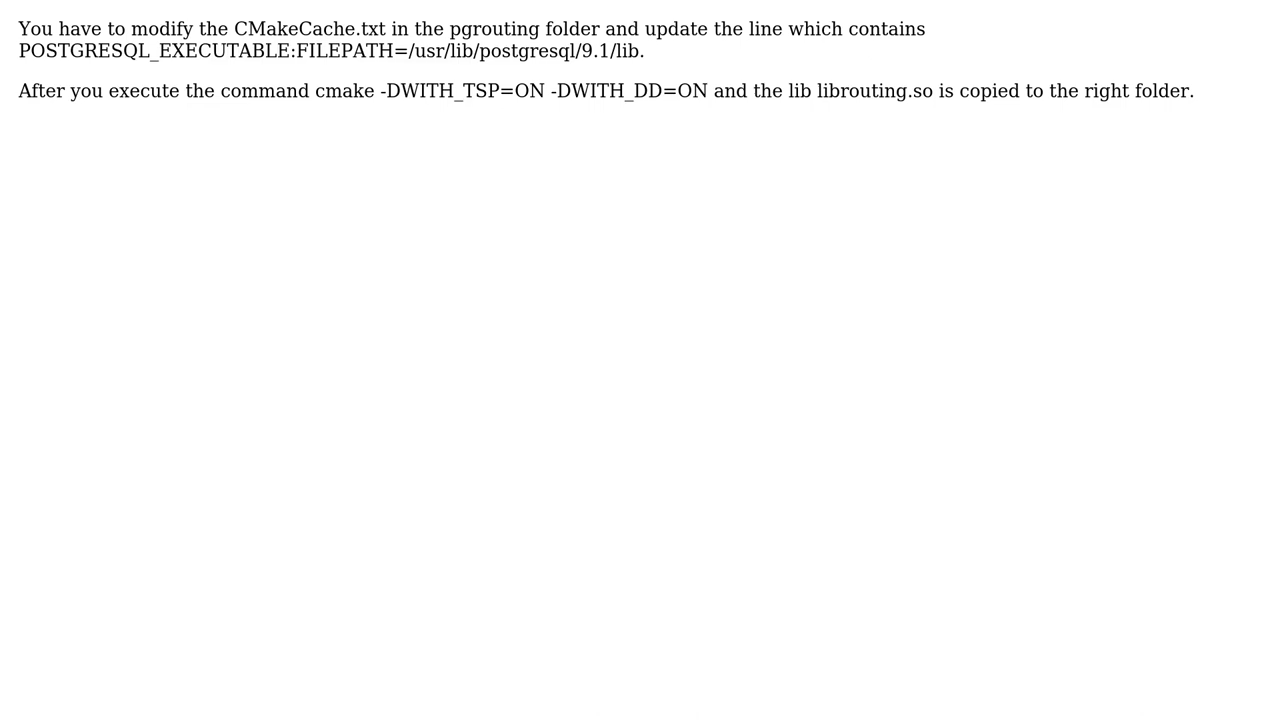 You have to modify the CMakeCache.txt in the pgrouting folder and update the line which contains
POSTGRESQL_EXECUTABLE:FILEPATH=/usr/lib/postgresql/9.1/lib.
After you execute the command cmake -DWITH_TSP=ON -DWITH_DD=ON and the lib librouting.so is copied to the right folder.